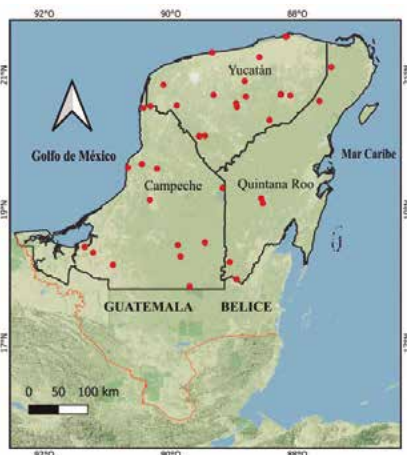 92°O 90°O 88°O
21°N
Yucatán
Golfo de México
Mar Caribe
Campeche
Quintana Roo
19°N
GUATEMALA BELICE
17°N
0 50 100 km
90°O